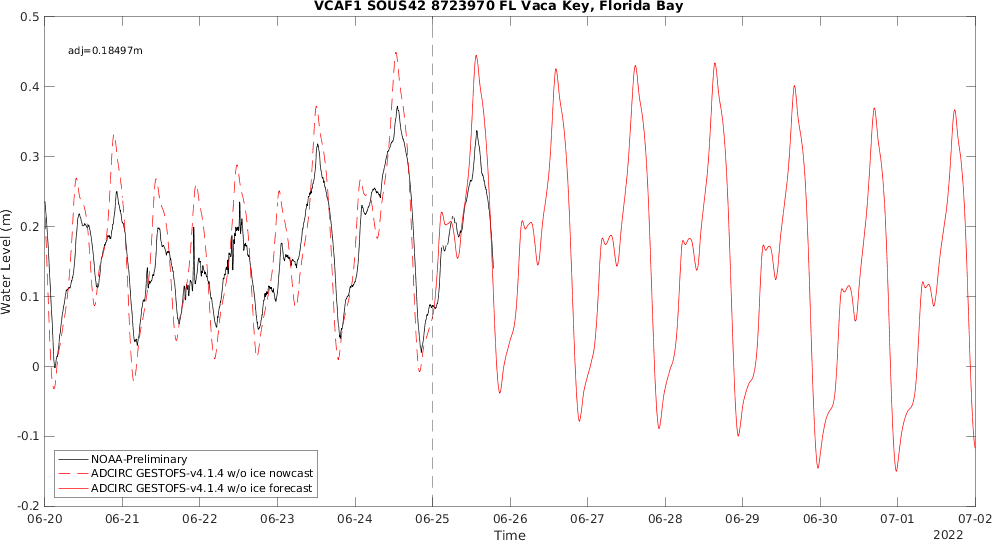 VCAF1 SOUS42 8723970 FL Vaca Key, Florida Bay
0.5
adj=0.18497m
0.4
0.3
0.2
0.1
0
-0.1
-0.2
Water Level (m)
NOAA-Preliminary
ADCIRC GESTOFS-v4.1.4 w/o ice nowcast
ADCIRC GESTOFS-v4.1.4 w/o ice forecast
06-20 06-21 06-22 06-23 06-24 06-25 06-26 06-27 06-28 06-29 06-30 07-01 07-02
Time
2022